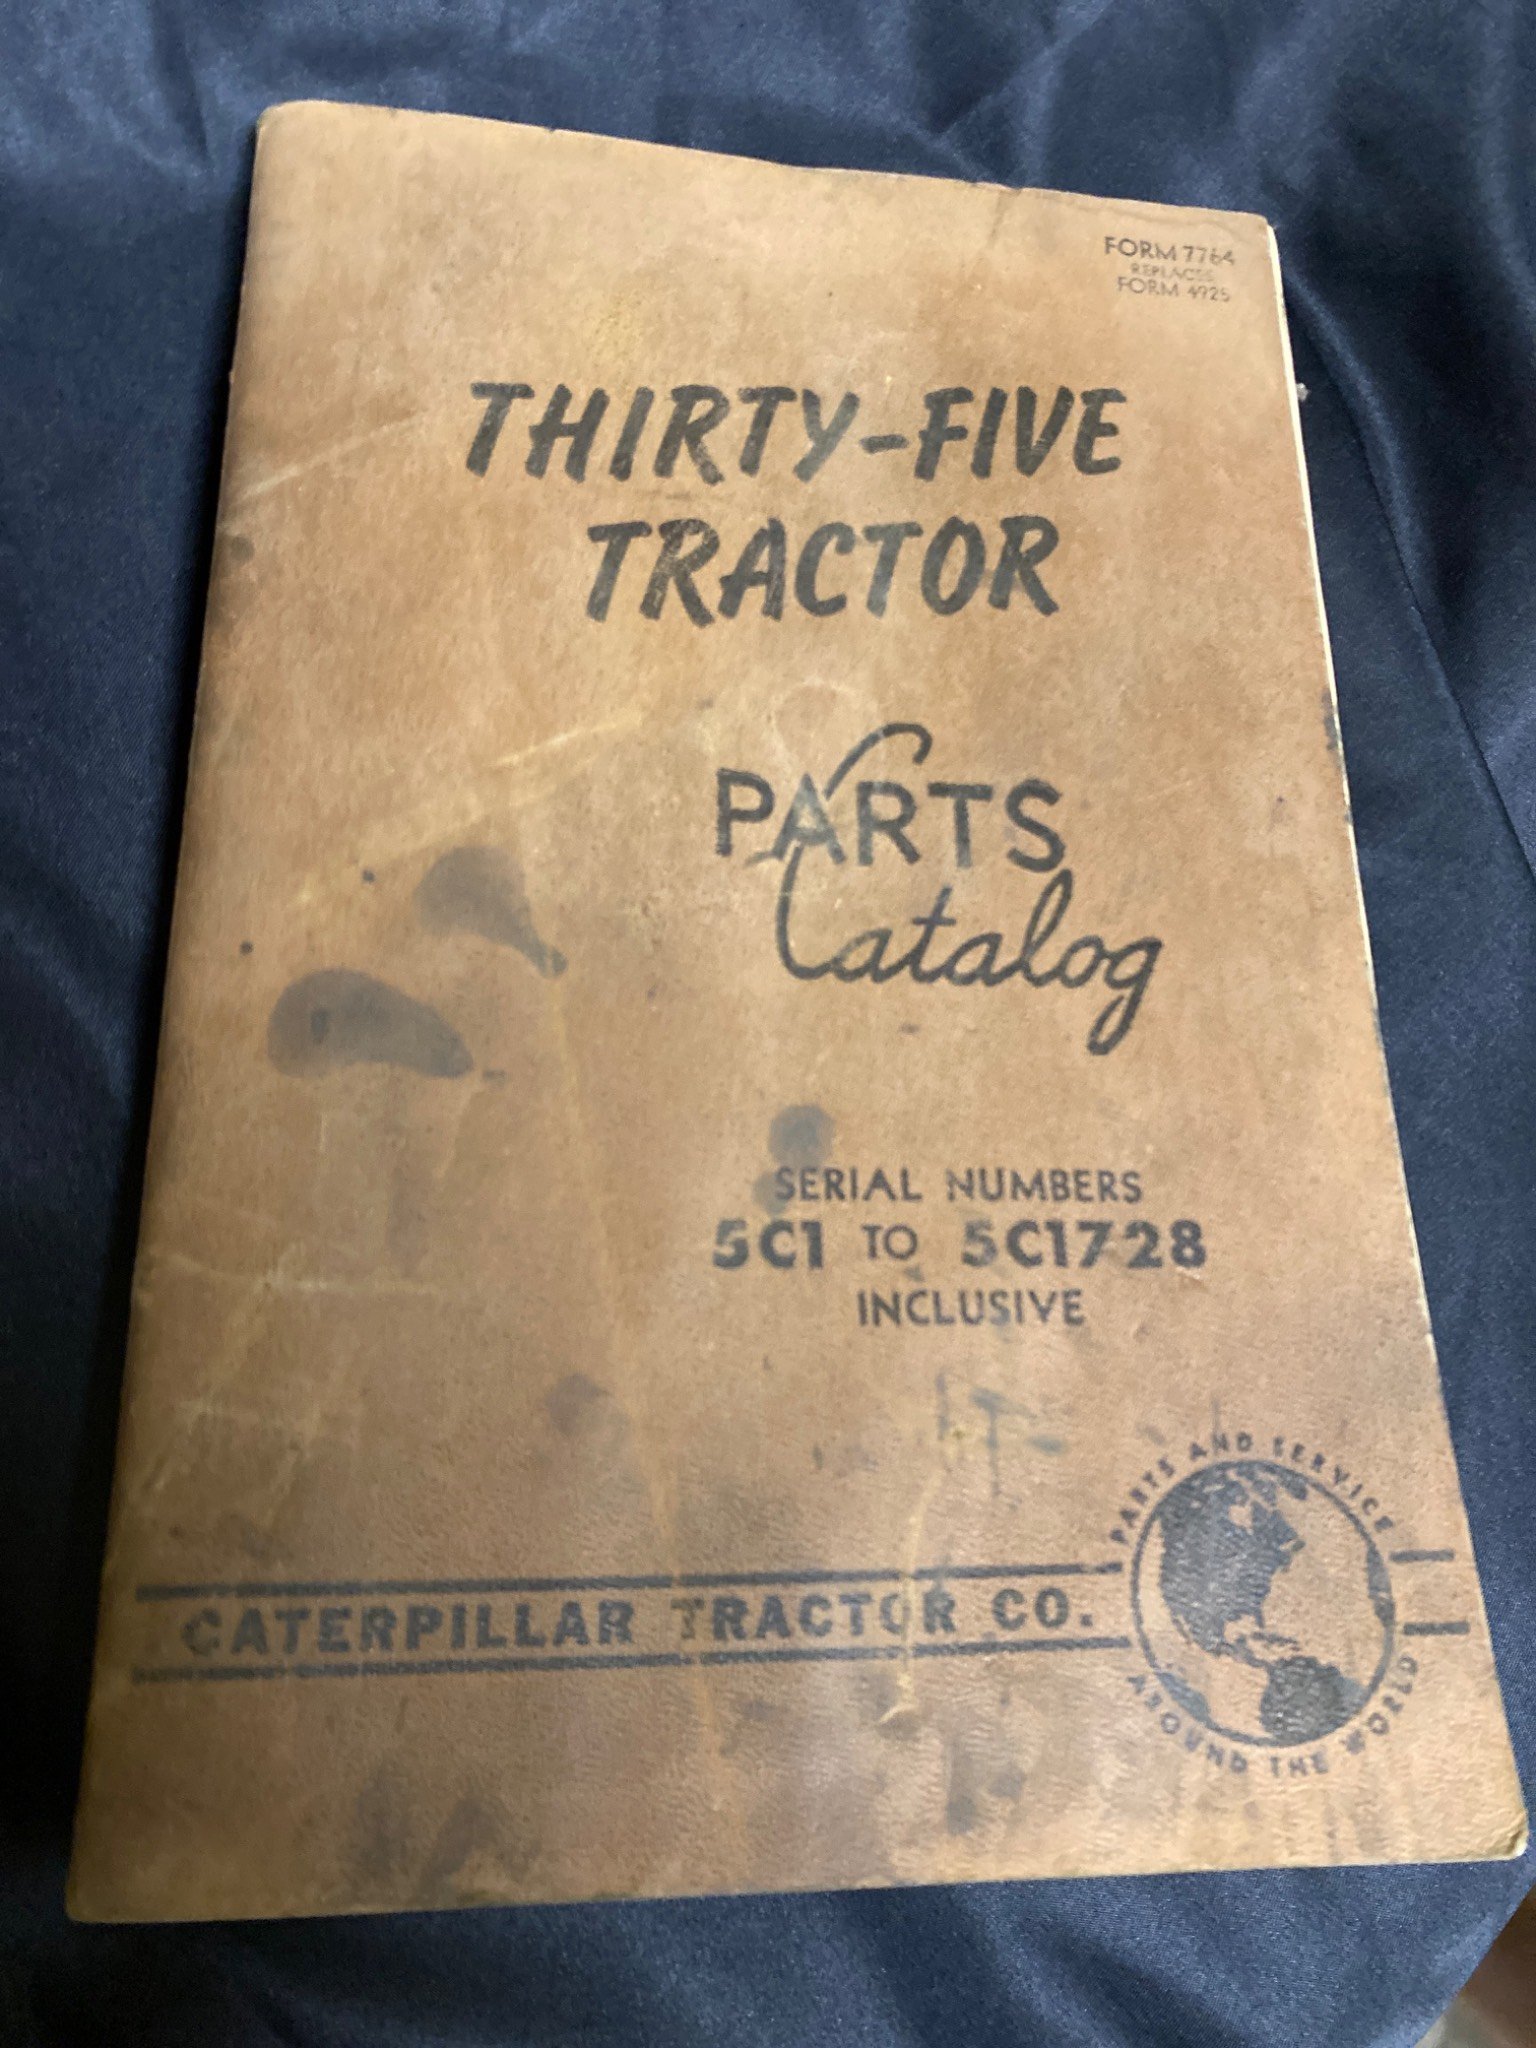 FORM 7764
REPLACES
FORM 4925
THIRTY-FIVE
TRACTOR
PARTS
Catalog
SERIAL NUMBERS
5C1 TO 5C1728
INCLUSIVE
CATERPILLAR TRACTOR CO.
PARTS AND SERVICE
AROUND THE WORLD